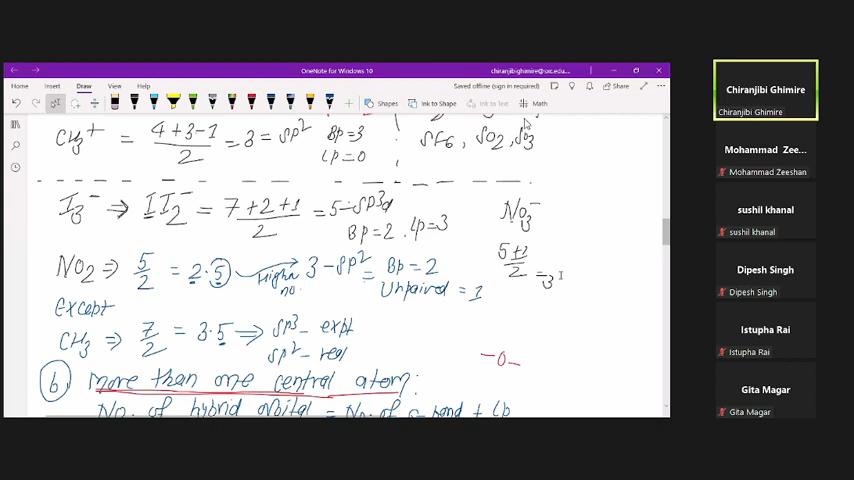 OneNote for Windows 10
chiranjibighimire@sxc.edu...
Home Insert Draw View Help
Saved offline (sign in required)
Share
Shapes Ink to Shape Ink to Text Math
CH3+ = (4+3-1)/2 = 3 = sp2 Bp=3
Lp=0
SF6, SO2, SO3
I3- ⇒ II2- = (7+2+1)/2 = 5-sp3d
Bp=2, Lp=3
NO3-
(5+1)/2 = 3
NO2 ⇒ 5/2 = 2.5 Highr no. 3 - sp2 = Bp=2
Unpaired = 1
Except
CH3 ⇒ 7/2 = 3.5 ⇒ sp3 - expt
sp2 - real
-O-
(b) more than one central atom:
No. of hybrid orbital = No. of σ bond + Lp
Chiranjibi Ghimire
Chiranjibi Ghimire
Mohammad Zee...
Mohammad Zeeshan
sushil khanal
sushil khanal
Dipesh Singh
Dipesh Singh
Istupha Rai
Istupha Rai
Gita Magar
Gita Magar